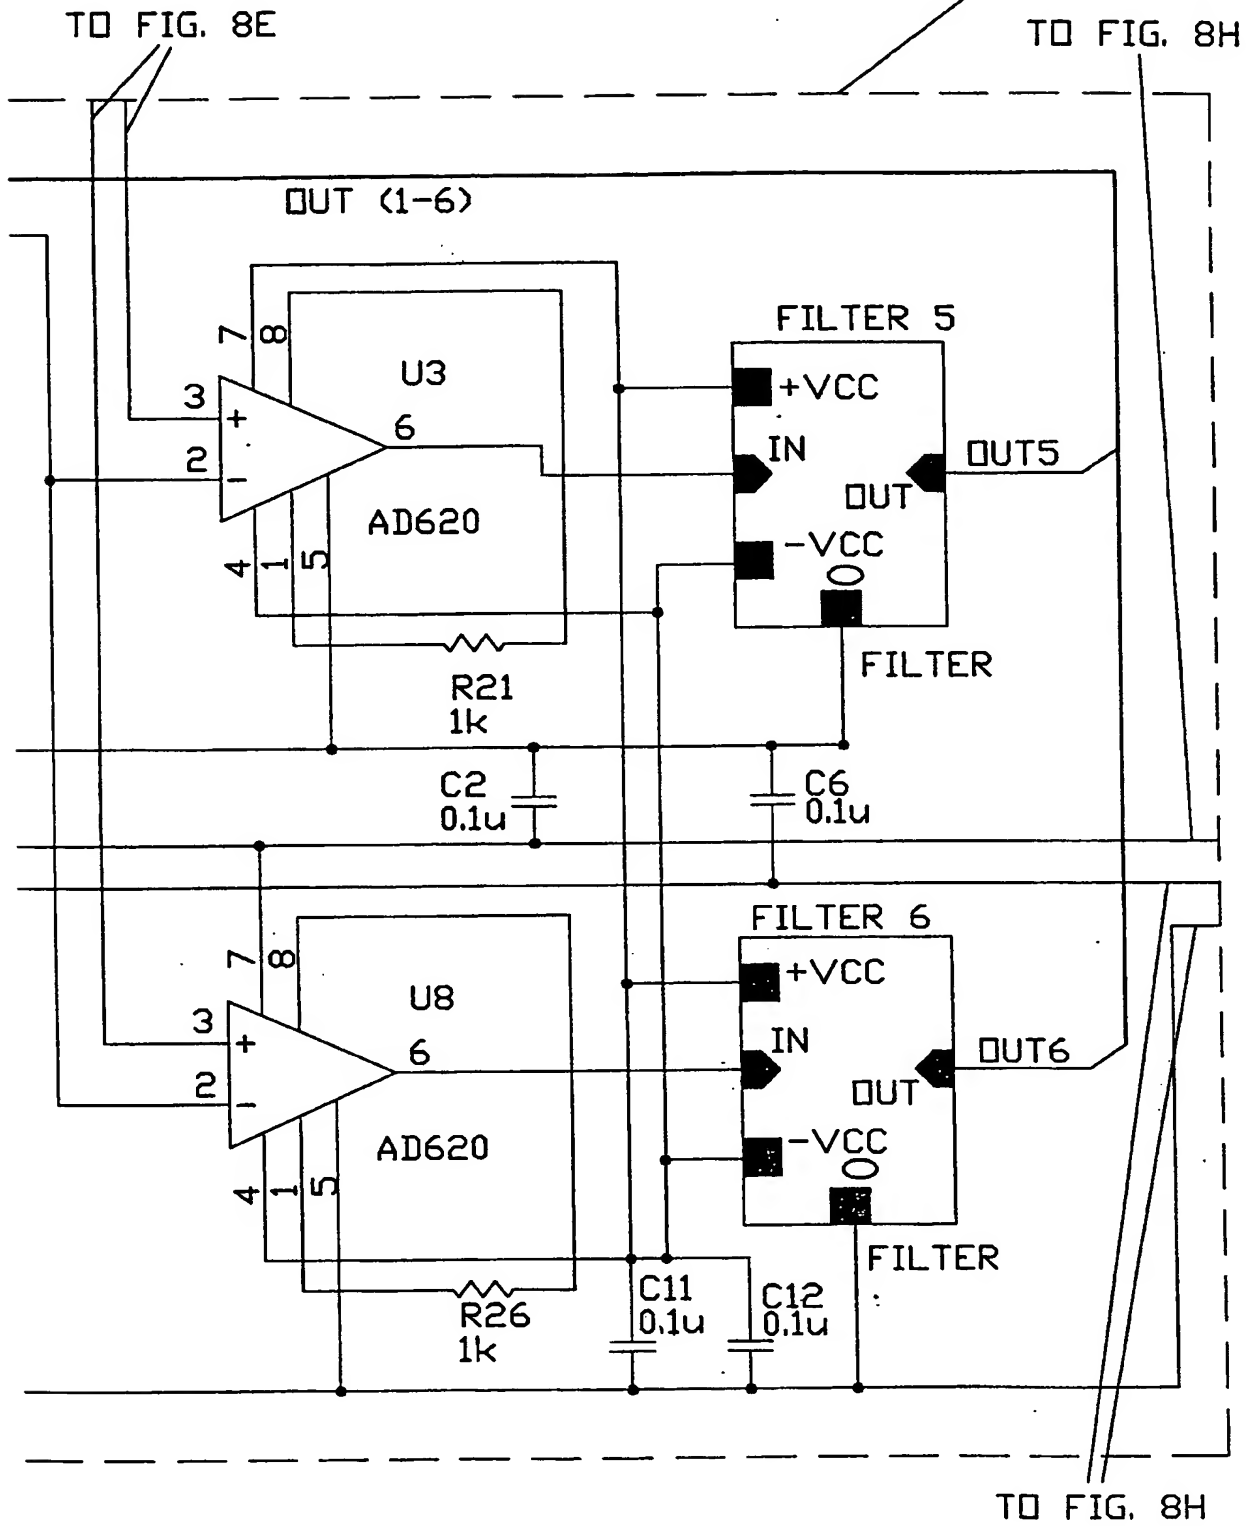 TO FIG. 8E
TO FIG. 8H
OUT (1-6)
7
8
U3
3
+
6
2
-
AD620
4
1
5
R21
1k
FILTER 5
+VCC
IN
OUT
OUT5
-VCC
0
FILTER
C2
0.1u
C6
0.1u
7
8
U8
3
+
6
2
-
AD620
4
1
5
R26
1k
FILTER 6
+VCC
IN
OUT
OUT6
-VCC
0
FILTER
C11
0.1u
C12
0.1u
TO FIG. 8H